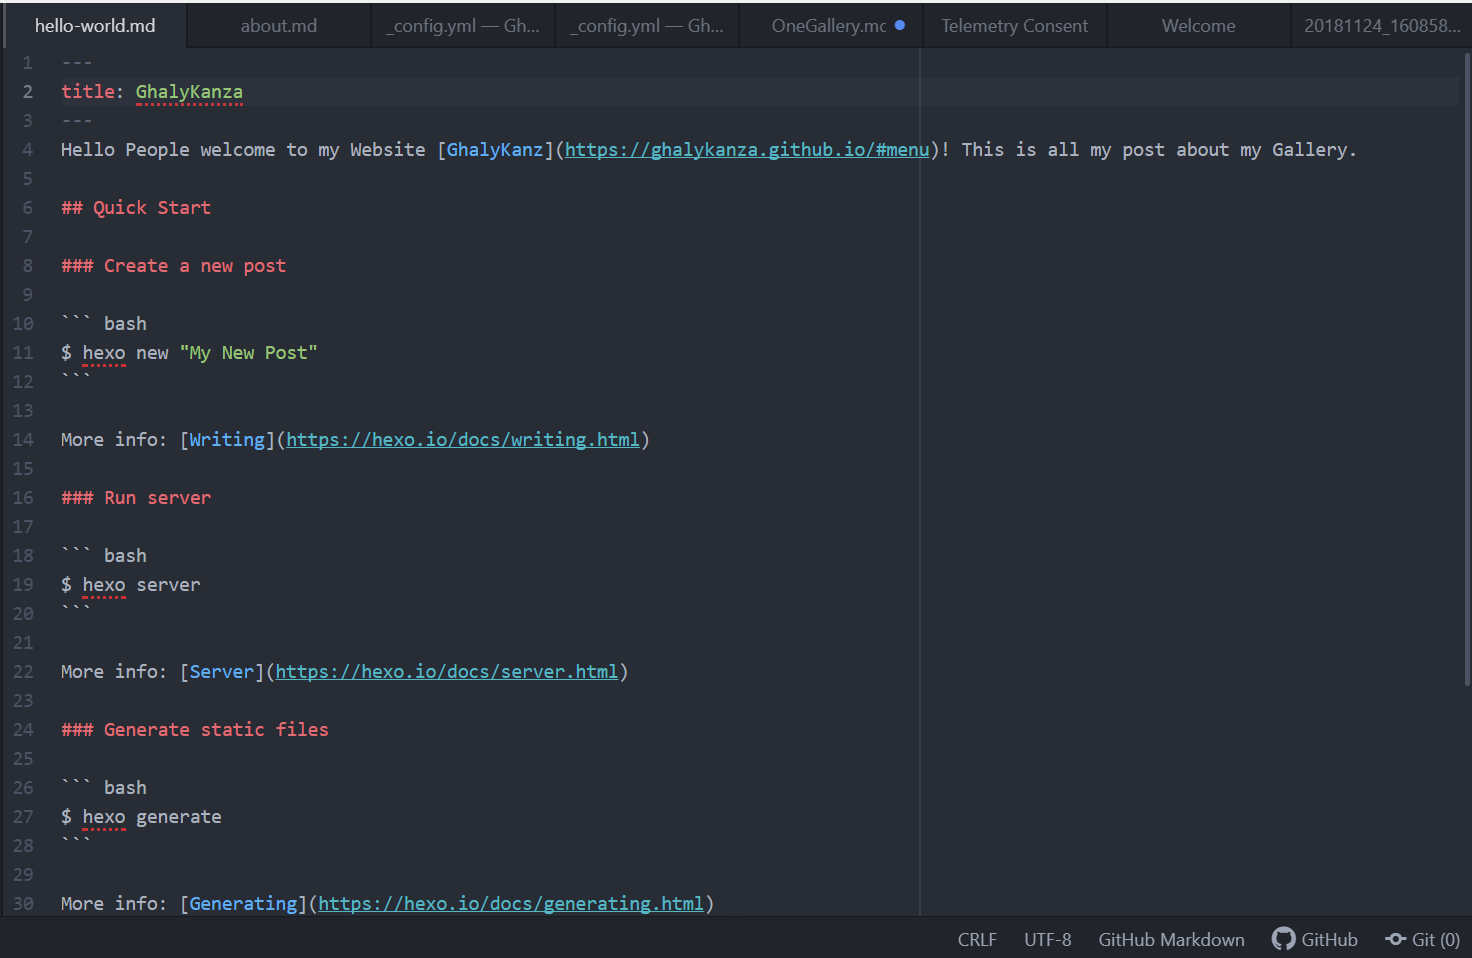 hello-world.md about.md _config.yml — Gh... _config.yml — Gh... OneGallery.mc Telemetry Consent Welcome 20181124_160858...
1 ---
2 title: GhalyKanza
3 ---
4 Hello People welcome to my Website [GhalyKanz](https://ghalykanza.github.io/#menu)! This is all my post about my Gallery.
5
6 ## Quick Start
7
8 ### Create a new post
9
10 ``` bash
11 $ hexo new "My New Post"
12 ```
13
14 More info: [Writing](https://hexo.io/docs/writing.html)
15
16 ### Run server
17
18 ``` bash
19 $ hexo server
20 ```
21
22 More info: [Server](https://hexo.io/docs/server.html)
23
24 ### Generate static files
25
26 ``` bash
27 $ hexo generate
28 ```
29
30 More info: [Generating](https://hexo.io/docs/generating.html)
CRLF UTF-8 GitHub Markdown GitHub Git (0)